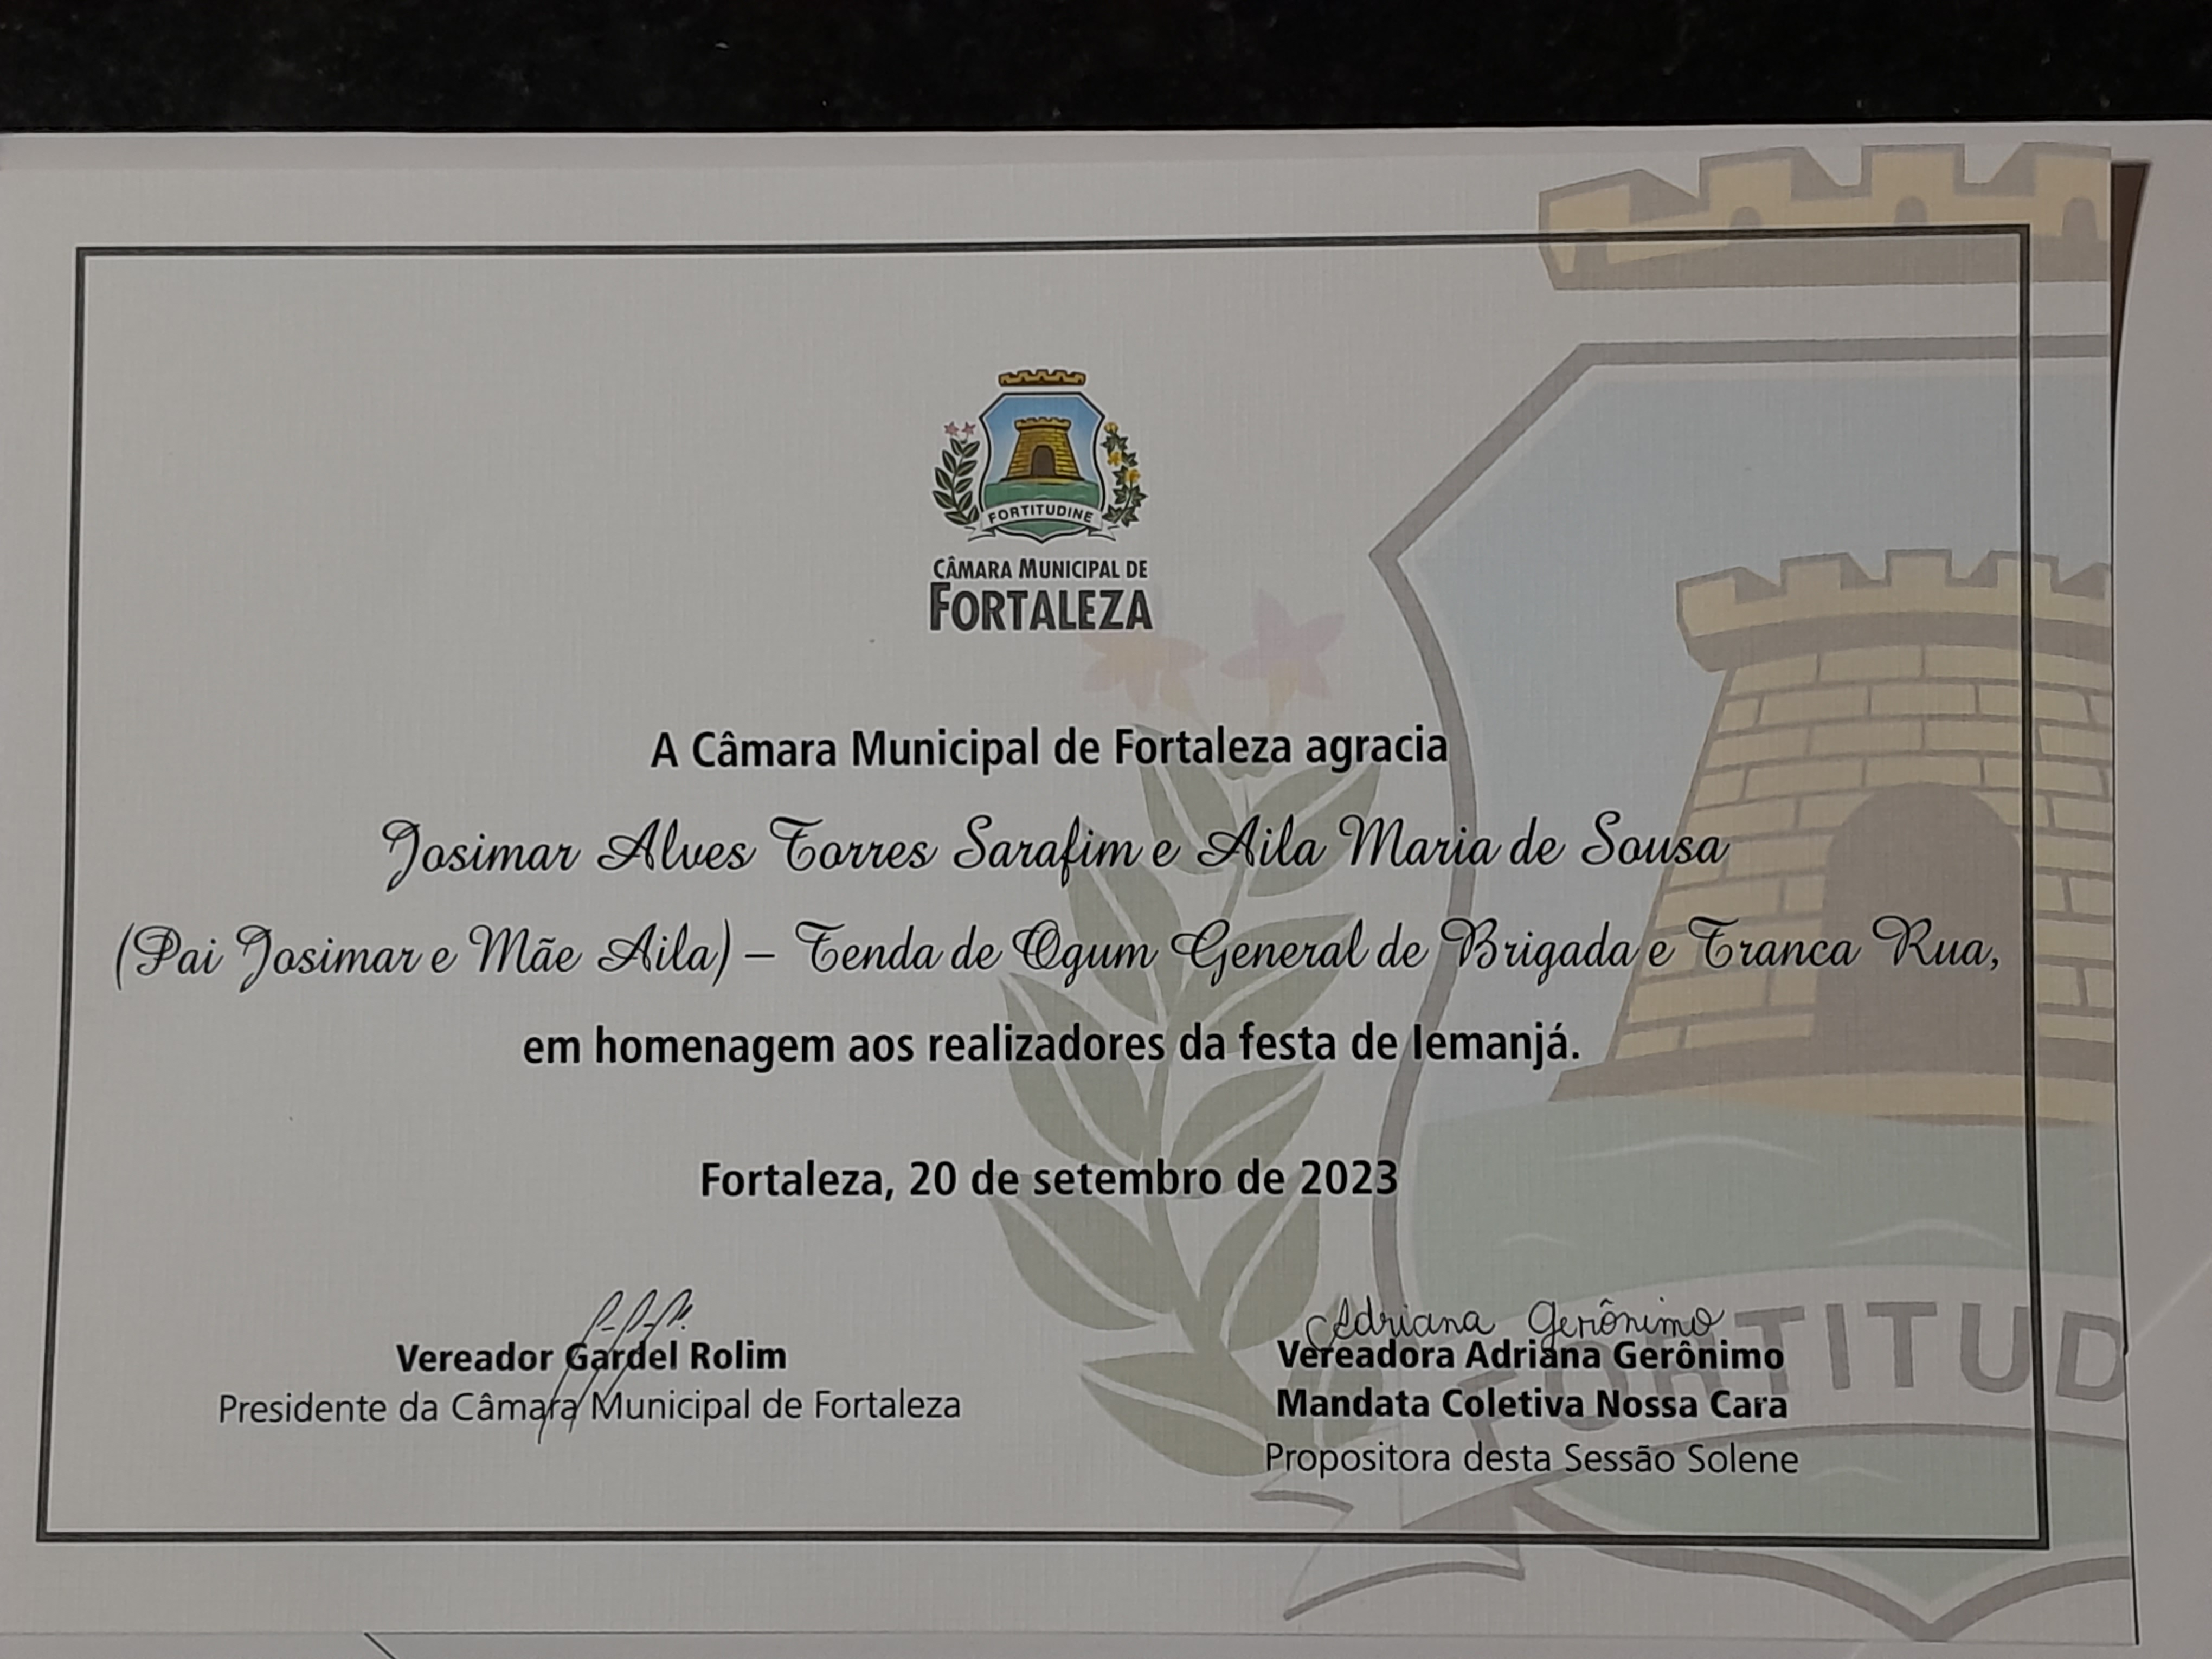 FORTITUDINE
CÂMARA MUNICIPAL DE
FORTALEZA
A Câmara Municipal de Fortaleza agracia
Josimar Alves Torres Sarafim e Aila Maria de Sousa
(Pai Josimar e Mãe Aila) – Tenda de Ogum General de Brigada e Tranca Rua,
em homenagem aos realizadores da festa de Iemanjá.
Fortaleza, 20 de setembro de 2023
Adriana Gerônimo
Vereador Gardel Rolim
Presidente da Câmara Municipal de Fortaleza
Vereadora Adriana Gerônimo
Mandata Coletiva Nossa Cara
Propositora desta Sessão Solene
FORTITUD